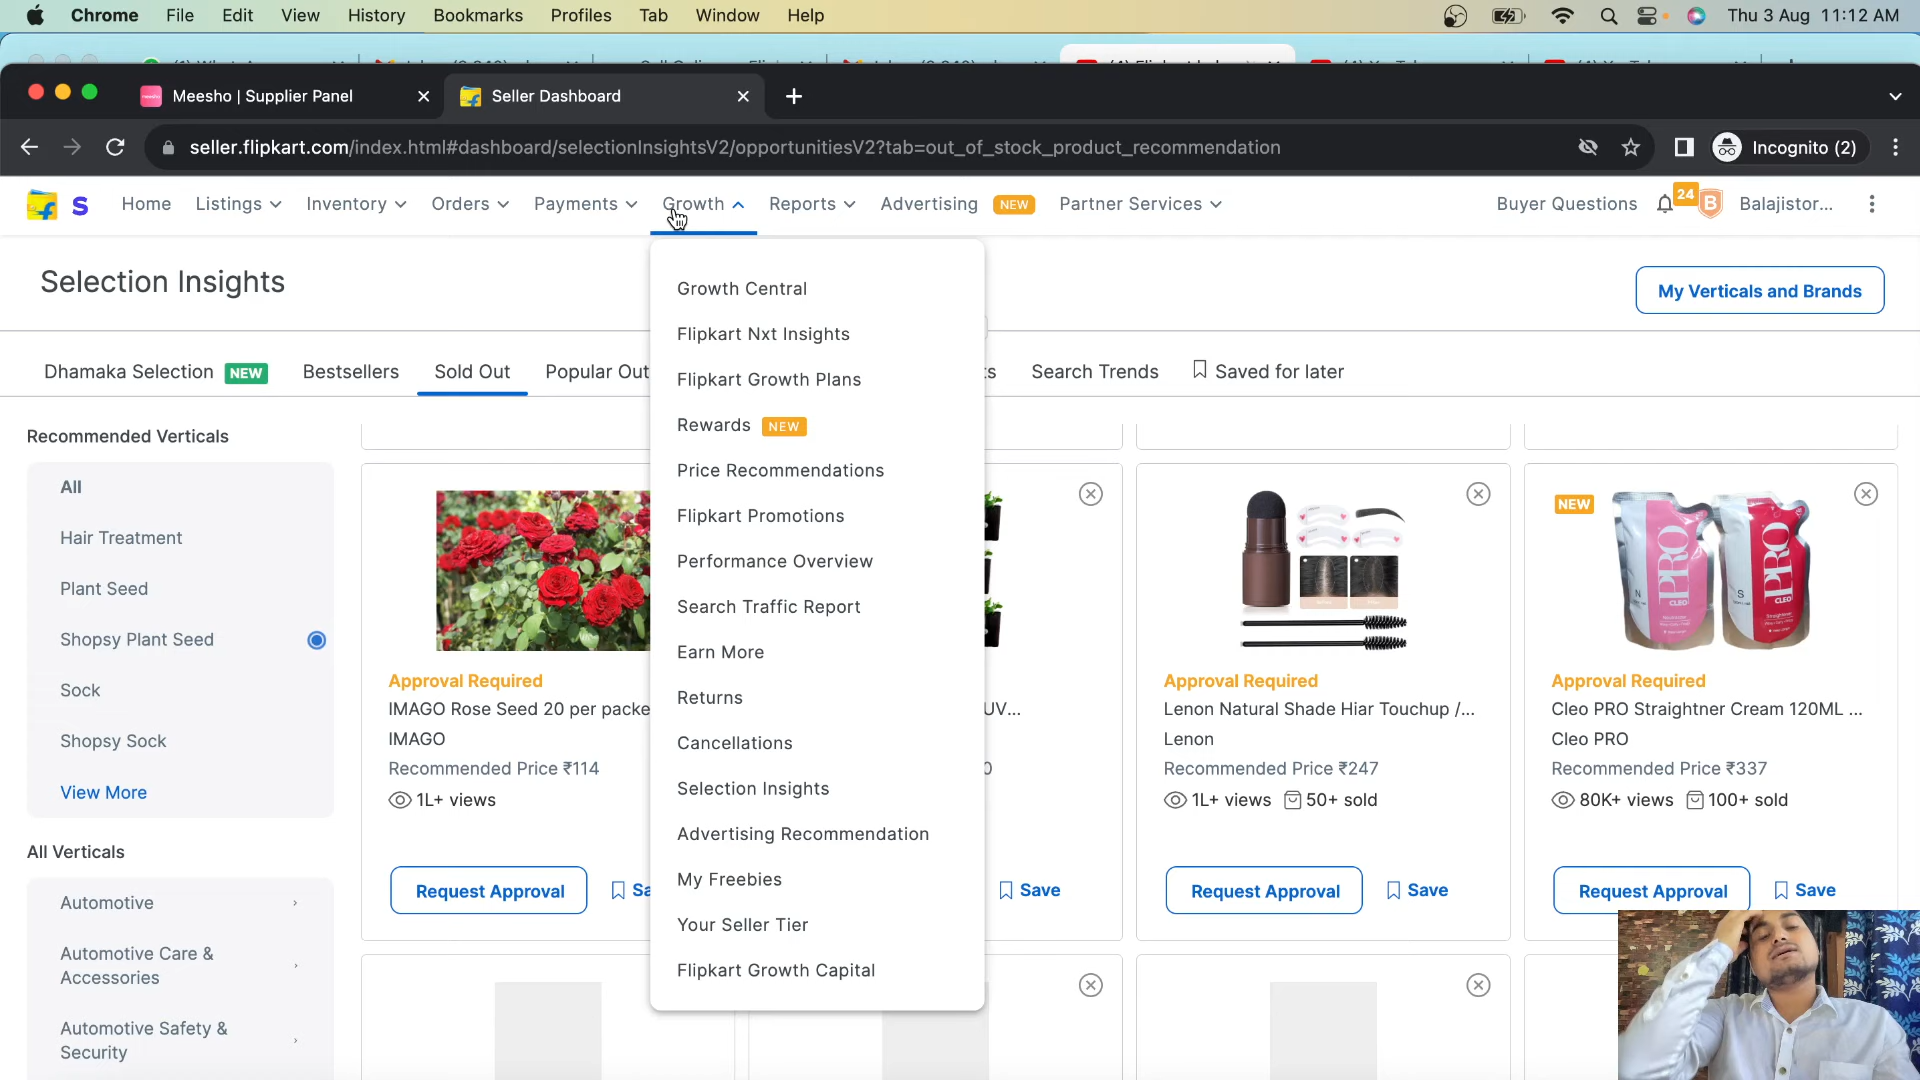 Chrome File Edit View History Bookmarks Profiles Tab Window Help Thu 3 Aug 11:12 AM
Meesho | Supplier Panel Seller Dashboard
seller.flipkart.com/index.html#dashboard/selectionInsightsV2/opportunitiesV2?tab=out_of_stock_product_recommendation Incognito (2)
Home Listings Inventory Orders Payments Growth Reports Advertising NEW Partner Services Buyer Questions 24 B Balajistor...
Selection Insights
My Verticals and Brands
Dhamaka Selection NEW Bestsellers Sold Out Popular Out ts Search Trends Saved for later
Growth Central
Flipkart Nxt Insights
Flipkart Growth Plans
Rewards NEW
Price Recommendations
Flipkart Promotions
Performance Overview
Search Traffic Report
Earn More
Returns
Cancellations
Selection Insights
Advertising Recommendation
My Freebies
Your Seller Tier
Flipkart Growth Capital
Recommended Verticals
All
Hair Treatment
Plant Seed
Shopsy Plant Seed
Sock
Shopsy Sock
View More
All Verticals
Automotive
Automotive Care &
Accessories
Automotive Safety &
Security
Approval Required
IMAGO Rose Seed 20 per packe
IMAGO
Recommended Price ₹114
1L+ views
Request Approval Sa
UV...
0
Save
Approval Required
Lenon Natural Shade Hiar Touchup /...
Lenon
Recommended Price ₹247
1L+ views 50+ sold
Request Approval Save
NEW
PRO
CLEO
N
PRO
CLEO
S
Approval Required
Cleo PRO Straightner Cream 120ML ...
Cleo PRO
Recommended Price ₹337
80K+ views 100+ sold
Request Approval Save